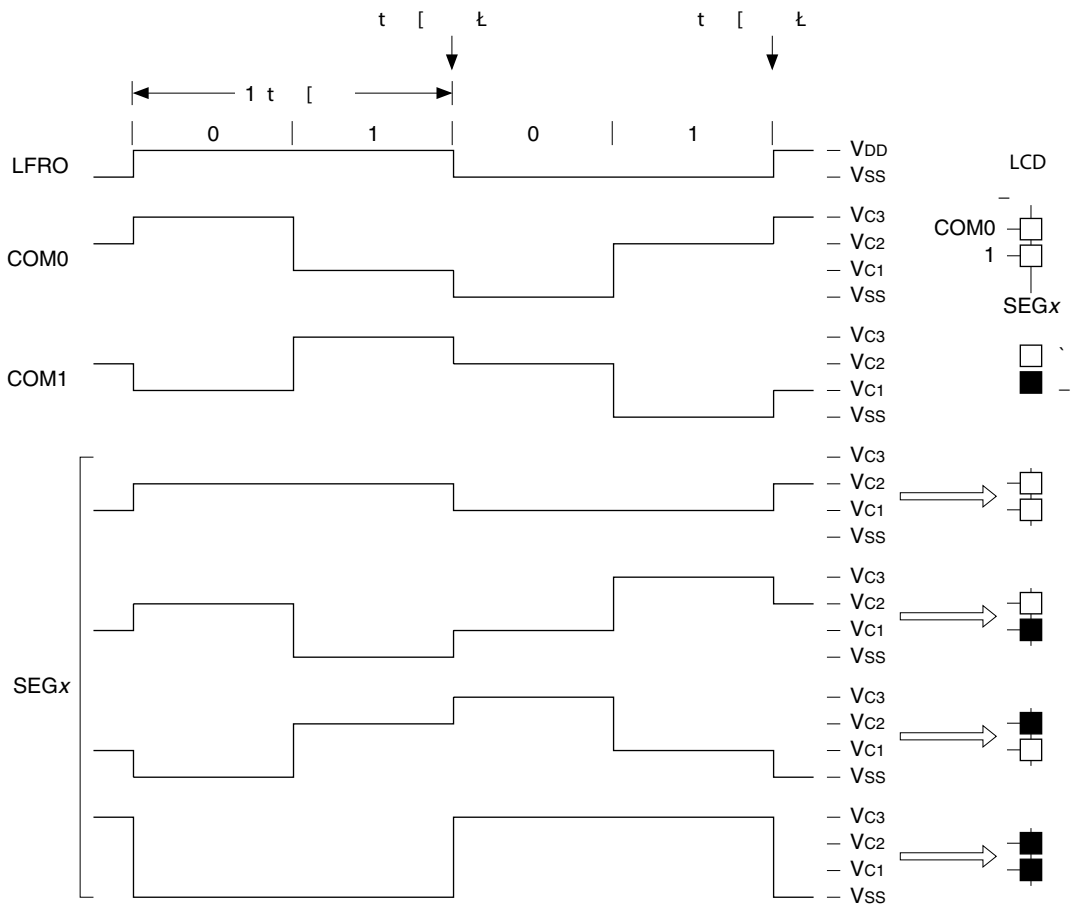 t [ Ł t [ Ł
1 t [
0 1 0 1
LFRO
VDD
VSS
LCD
COM0
VC3
VC2
VC1
VSS
COM0
1
SEGx
COM1
VC3
VC2
VC1
VSS
SEGx
VC3
VC2
VC1
VSS
VC3
VC2
VC1
VSS
VC3
VC2
VC1
VSS
VC3
VC2
VC1
VSS